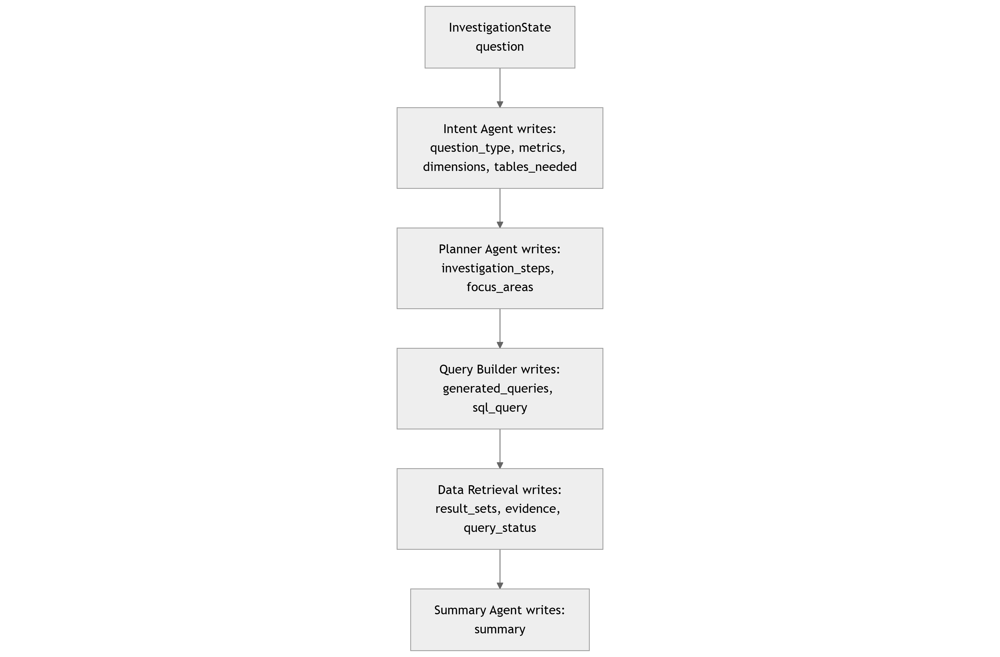 InvestigationState
question
Intent Agent writes:
question_type, metrics,
dimensions, tables_needed
Planner Agent writes:
investigation_steps,
focus_areas
Query Builder writes:
generated_queries,
sql_query
Data Retrieval writes:
result_sets, evidence,
query_status
Summary Agent writes:
summary